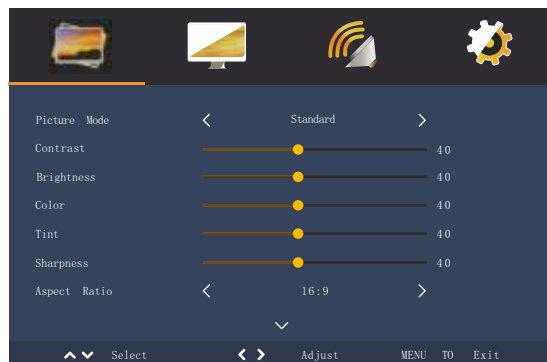 Picture Mode Standard
Contrast 40
Brightness 40
Color 40
Tint 40
Sharpness 40
Aspect Ratio 16:9
Select Adjust MENU TO Exit